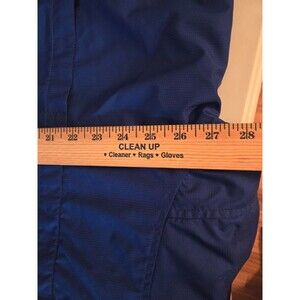 21 22 23 24 25 26 27 28
CLEAN UP
• Cleaner • Rags • Gloves